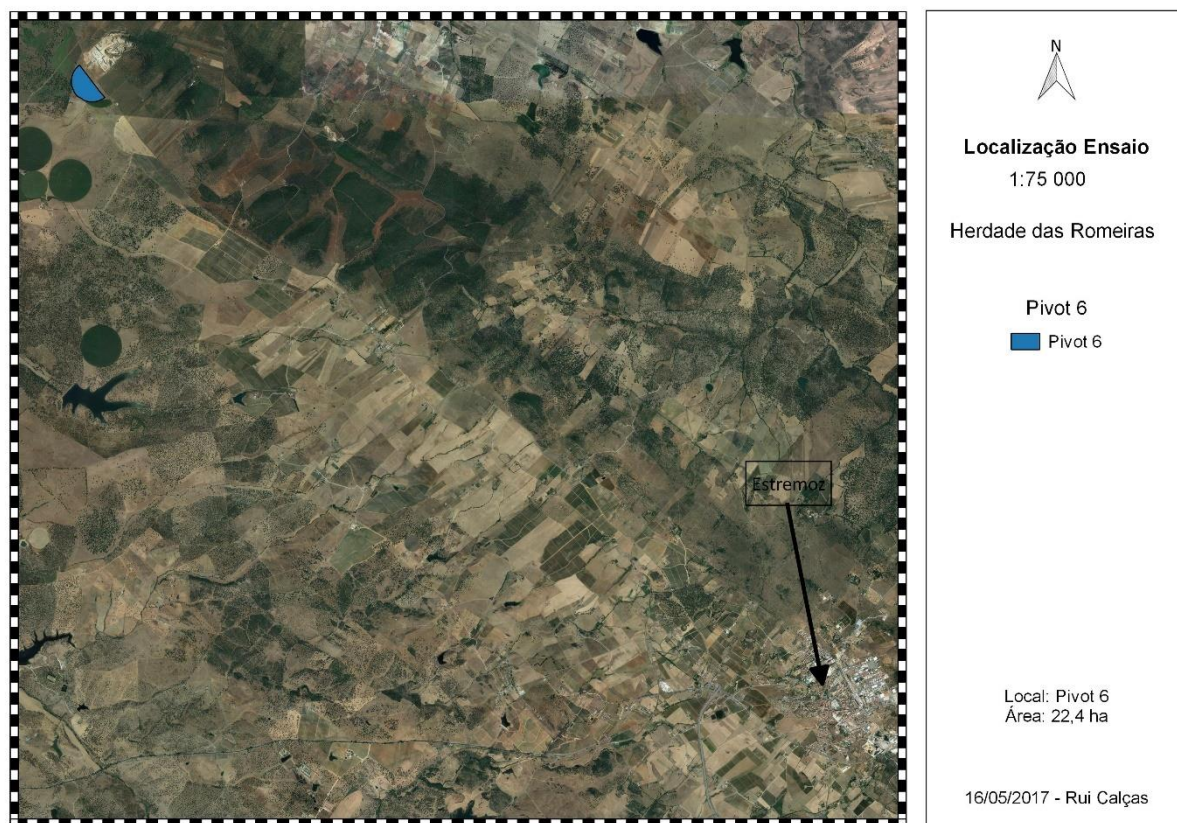 Estremoz
N
Localização Ensaio
1:75 000
Herdade das Romeiras
Pivot 6
Pivot 6
Local: Pivot 6
Área: 22,4 ha
16/05/2017 - Rui Calças